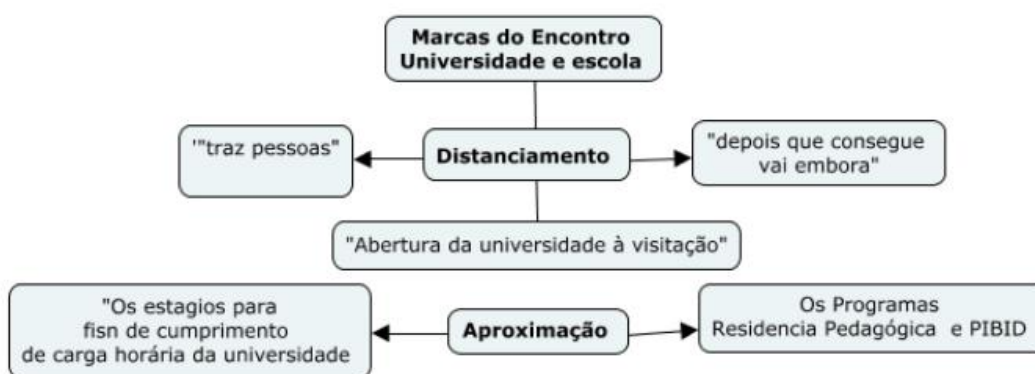 Marcas do Encontro
Universidade e escola
'"traz pessoas"
Distanciamento
"depois que consegue
vai embora"
"Abertura da universidade à visitação"
"Os estagios para
fisn de cumprimento
de carga horária da universidade
Aproximação
Os Programas
Residencia Pedagógica e PIBID